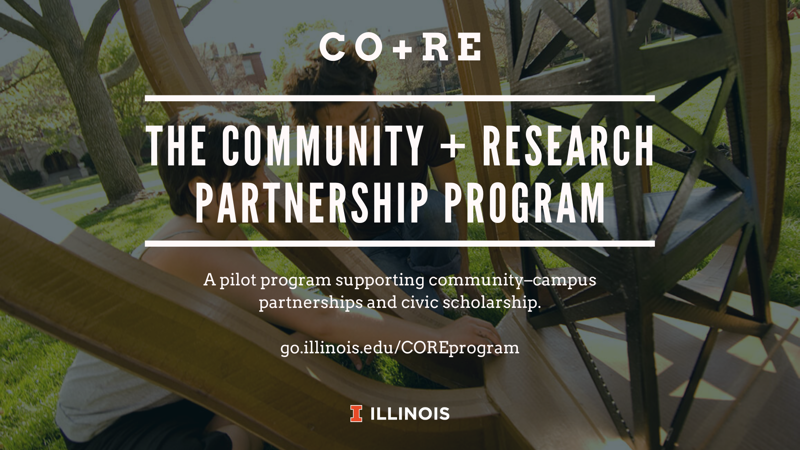 CO+RE
THE COMMUNITY + RESEARCH
PARTNERSHIP PROGRAM
A pilot program supporting community–campus
partnerships and civic scholarship.
go.illinois.edu/COREprogram
I ILLINOIS